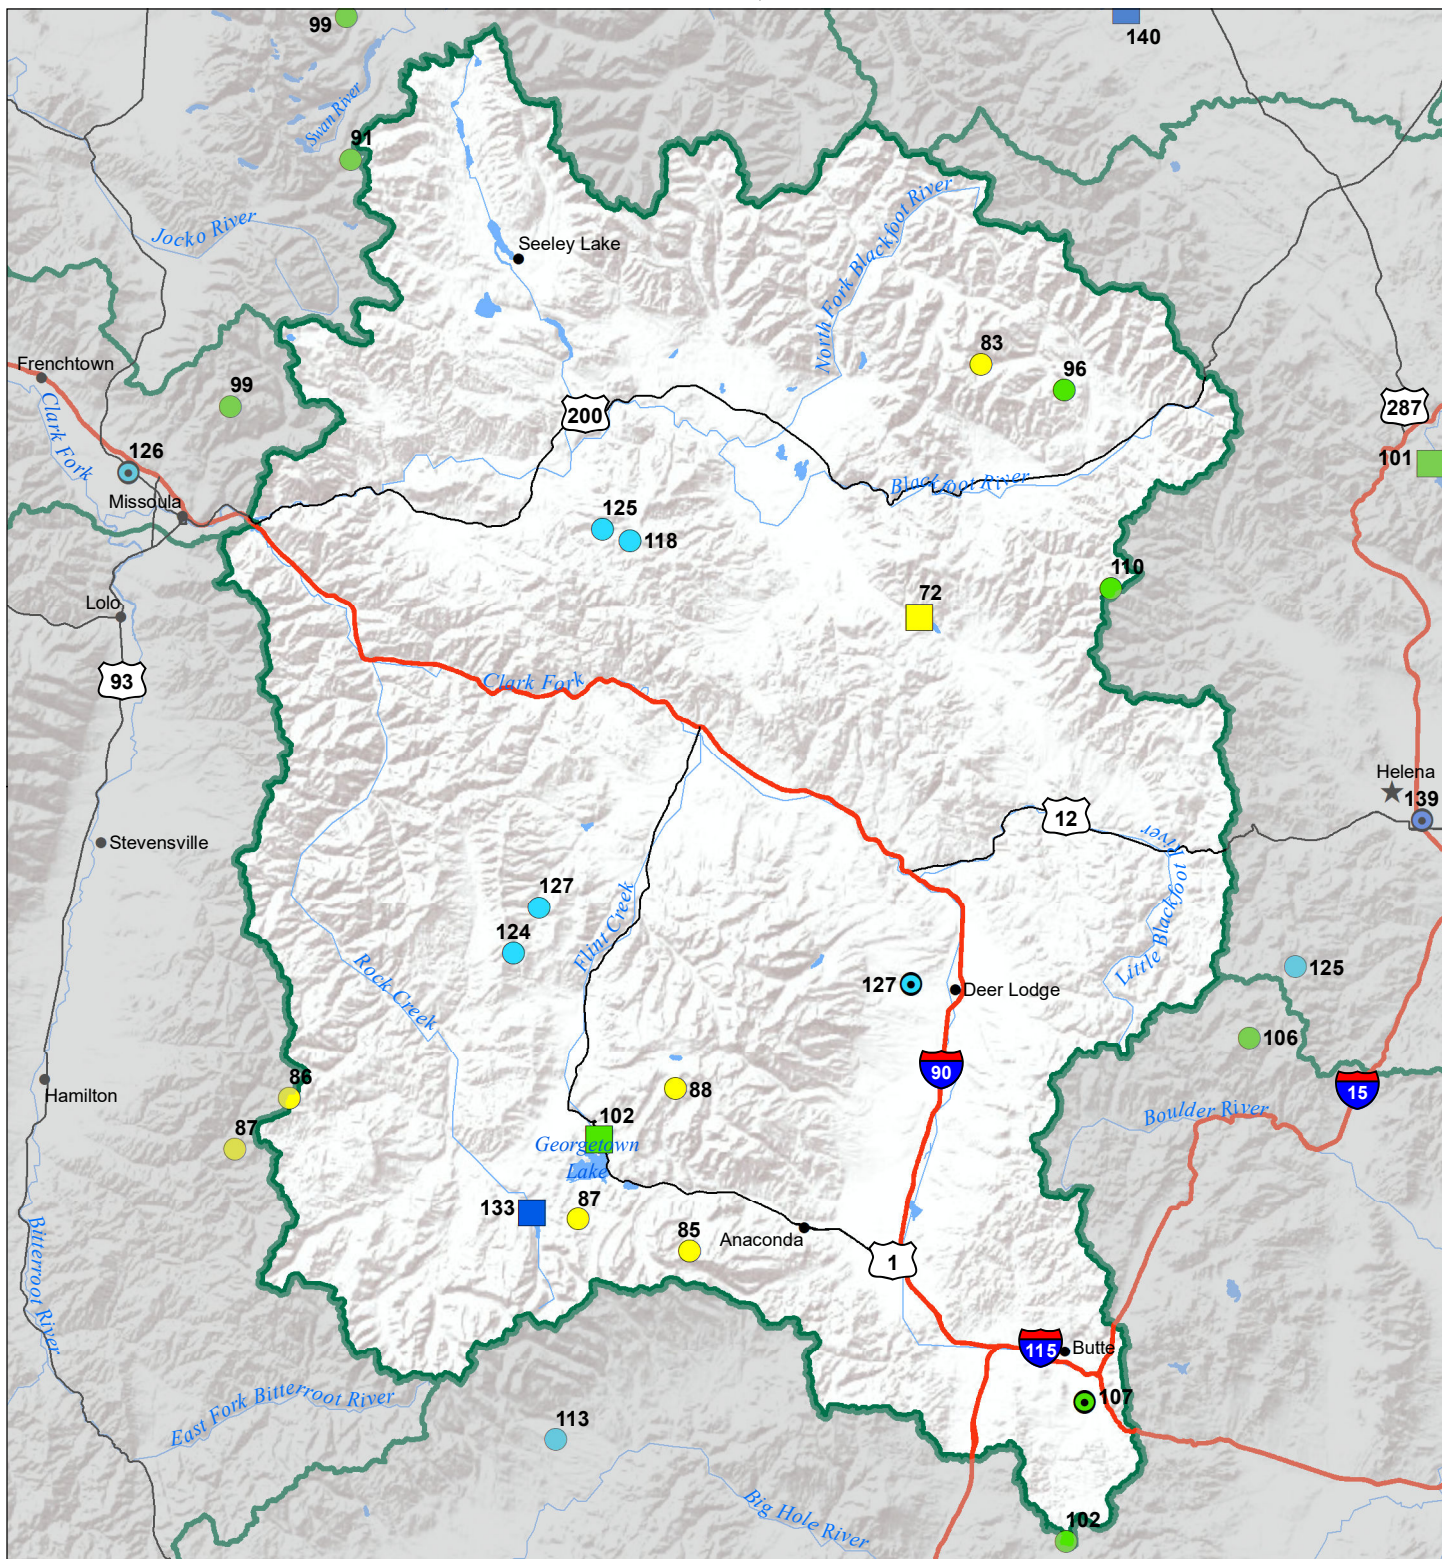 99
140
Swan River
91
Jocko River
North Fork Blackfoot River
Seeley Lake
Frenchtown
83
96
99
200
287
Clark Fork
126
101
Blackfoot River
Missoula
125
118
110
72
Lolo
93
Clark Fork
Helena
139
12
Stevensville
Little Blackfoot River
127
Flint Creek
124
Rock Creek
125
127
Deer Lodge
106
90
15
86
88
Hamilton
102
Boulder River
87
Georgetown
Lake
133
87
85
Anaconda
Bitterroot River
1
115
Butte
East Fork Bitterroot River
107
113
Big Hole River
102